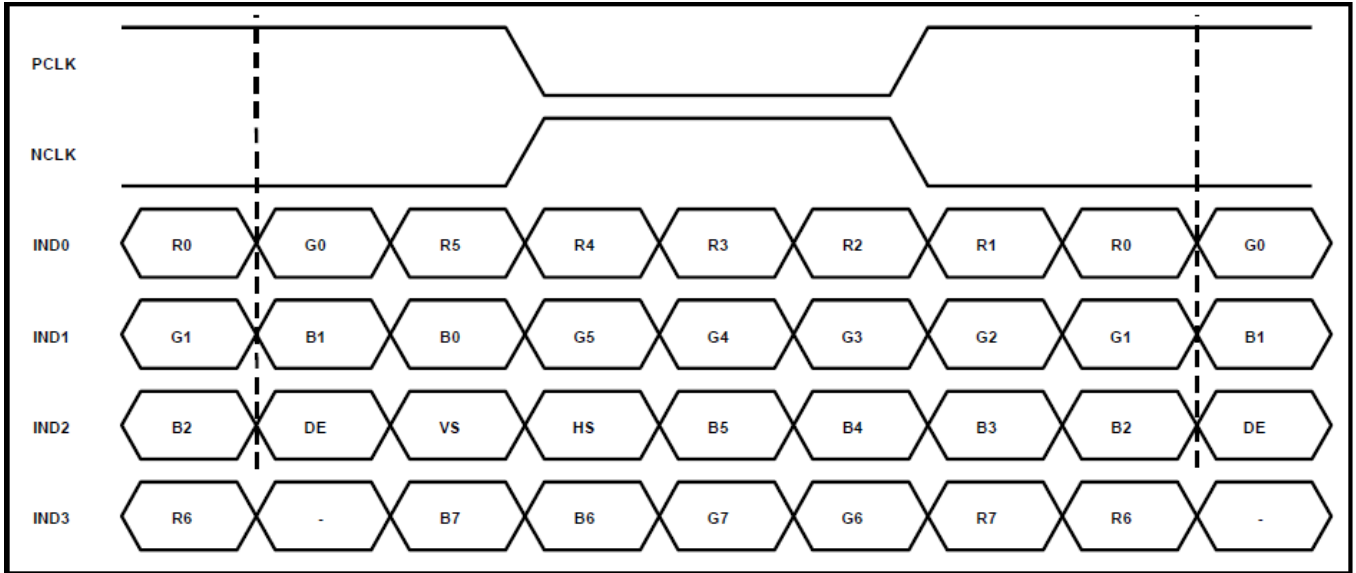 PCLK
NCLK
IND0 R0 G0 R5 R4 R3 R2 R1 R0 G0
IND1 G1 B1 B0 G5 G4 G3 G2 G1 B1
IND2 B2 DE VS HS B5 B4 B3 B2 DE
IND3 R6 - B7 B6 G7 G6 R7 R6 -